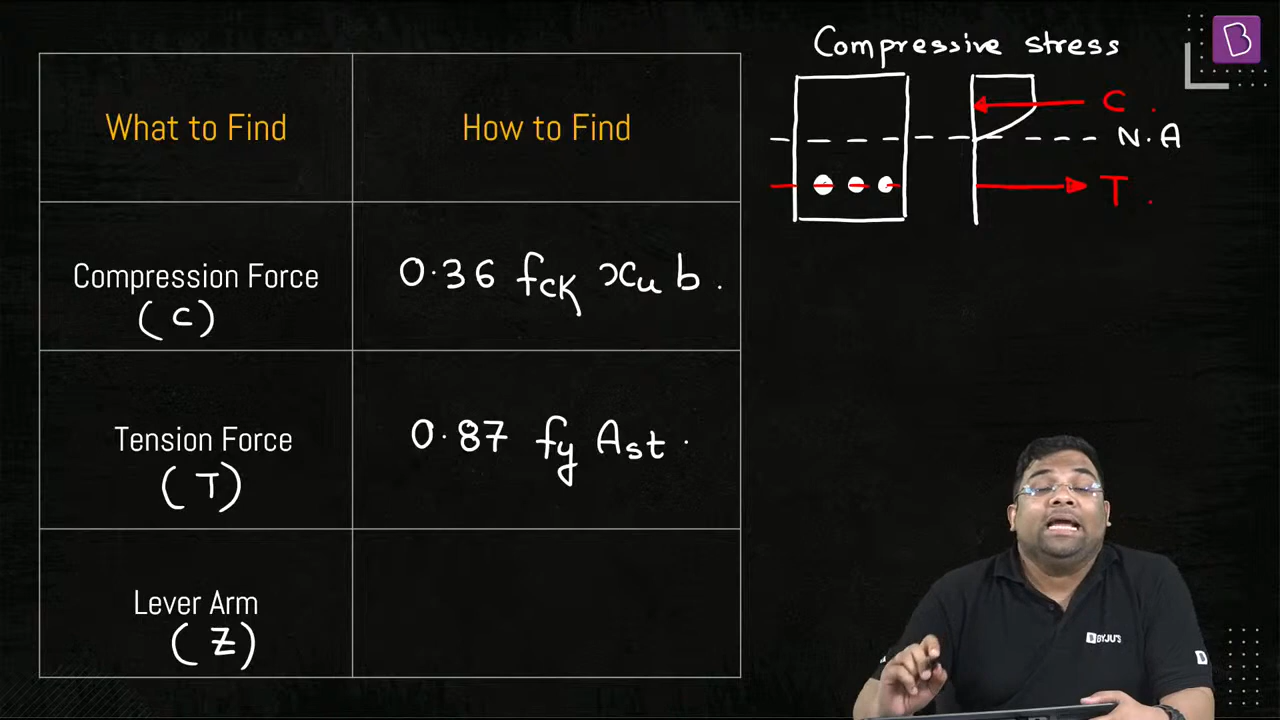 Compressive stress
B
What to Find
How to Find
C .
N.A
T .
Compression Force
(C)
0.36 fck xu b .
Tension Force
(T)
0.87 fy Ast .
Lever Arm
(Z)
BYJU'S